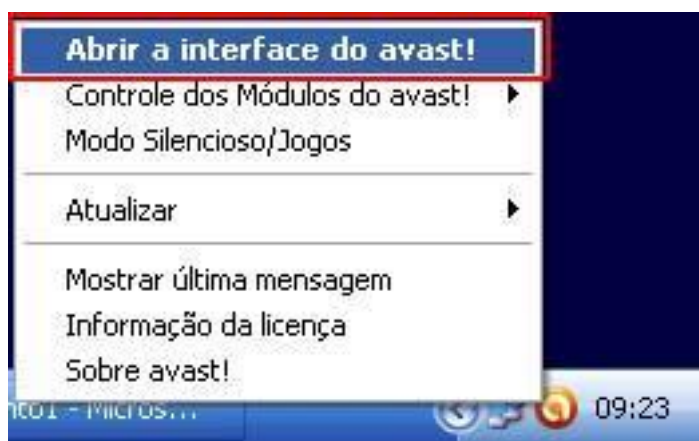 Abrir a interface do avast!
Controle dos Módulos do avast!
Modo Silencioso/Jogos
Atualizar
Mostrar última mensagem
Informação da licença
Sobre avast!
09:23